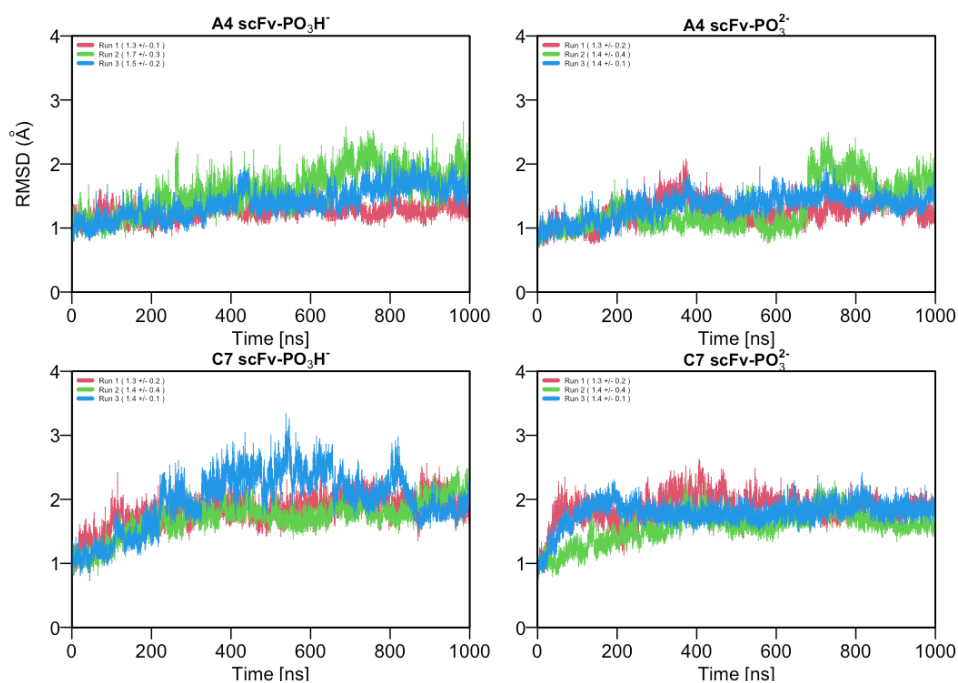 A4 scFv-PO₃H⁻
Run 1 ( 1.3 +/- 0.1 )
Run 2 ( 1.7 +/- 0.3 )
Run 3 ( 1.5 +/- 0.2 )
RMSD (Å)
4
3
2
1
0
0 200 400 600 800 1000
Time [ns]
A4 scFv-PO₃²⁻
Run 1 ( 1.3 +/- 0.2 )
Run 2 ( 1.4 +/- 0.4 )
Run 3 ( 1.4 +/- 0.1 )
4
3
2
1
0
0 200 400 600 800 1000
Time [ns]
C7 scFv-PO₃H⁻
Run 1 ( 1.3 +/- 0.2 )
Run 2 ( 1.4 +/- 0.4 )
Run 3 ( 1.4 +/- 0.1 )
4
3
2
1
0
0 200 400 600 800 1000
Time [ns]
C7 scFv-PO₃²⁻
Run 1 ( 1.3 +/- 0.2 )
Run 2 ( 1.4 +/- 0.4 )
Run 3 ( 1.4 +/- 0.1 )
4
3
2
1
0
0 200 400 600 800 1000
Time [ns]